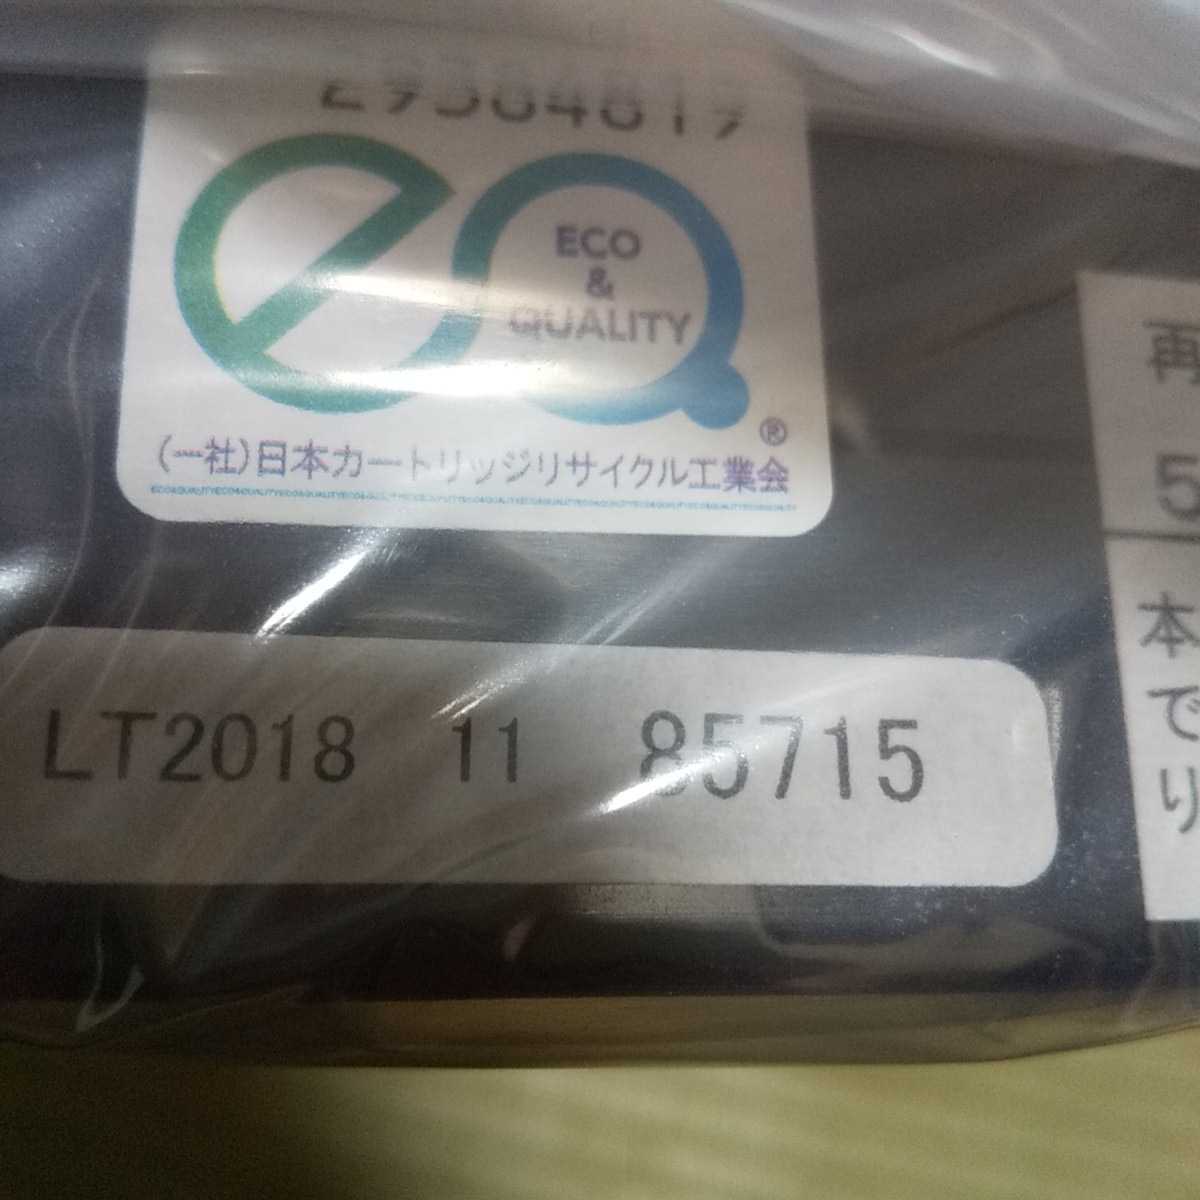 ECO
&
QUALITY
®
(一社)日本カートリッジリサイクル工業会
LT2018 11 85715
再
5
本
で
り